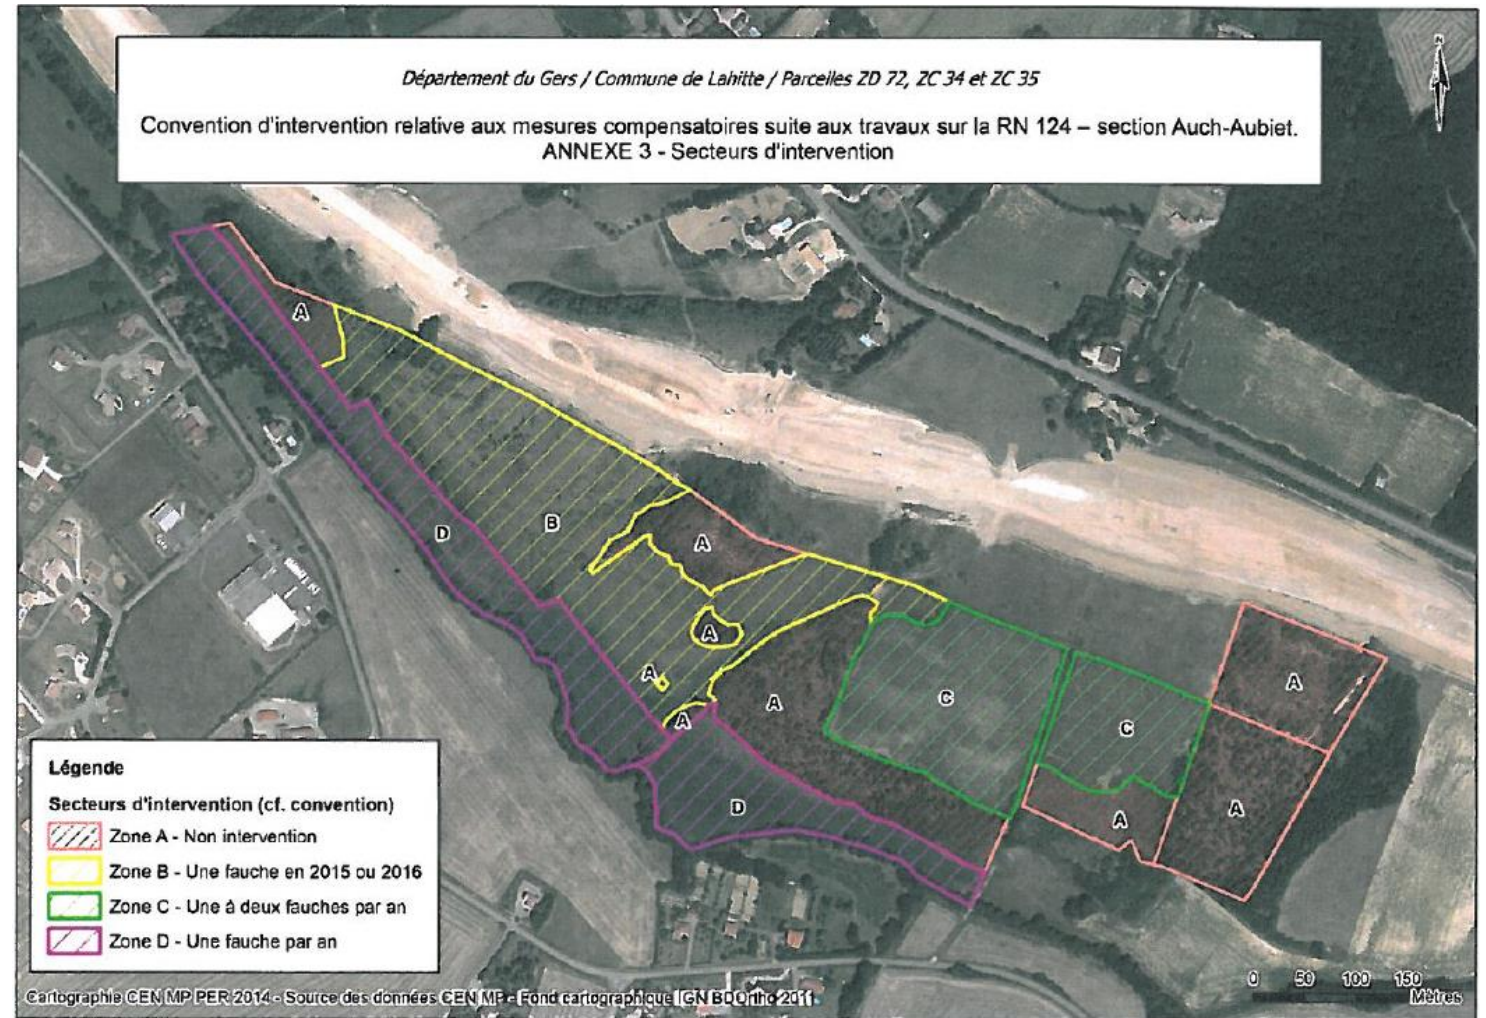 Département du Gers / Commune de Lahitte / Parcelles ZD 72, ZC 34 et ZC 35
Convention d'intervention relative aux mesures compensatoires suite aux travaux sur la RN 124 – section Auch-Aubiet.
ANNEXE 3 - Secteurs d'intervention
N
A
B
D
A
A
A
A
A
C
C
A
A
A
D
Légende
Secteurs d'intervention (cf. convention)
Zone A - Non intervention
Zone B - Une fauche en 2015 ou 2016
Zone C - Une à deux fauches par an
Zone D - Une fauche par an
0 50 100 150
Mètres
Cartographie CEN MP PER 2014 - Source des données CEN MP - Fond cartographique IGN BDOrtho 2011